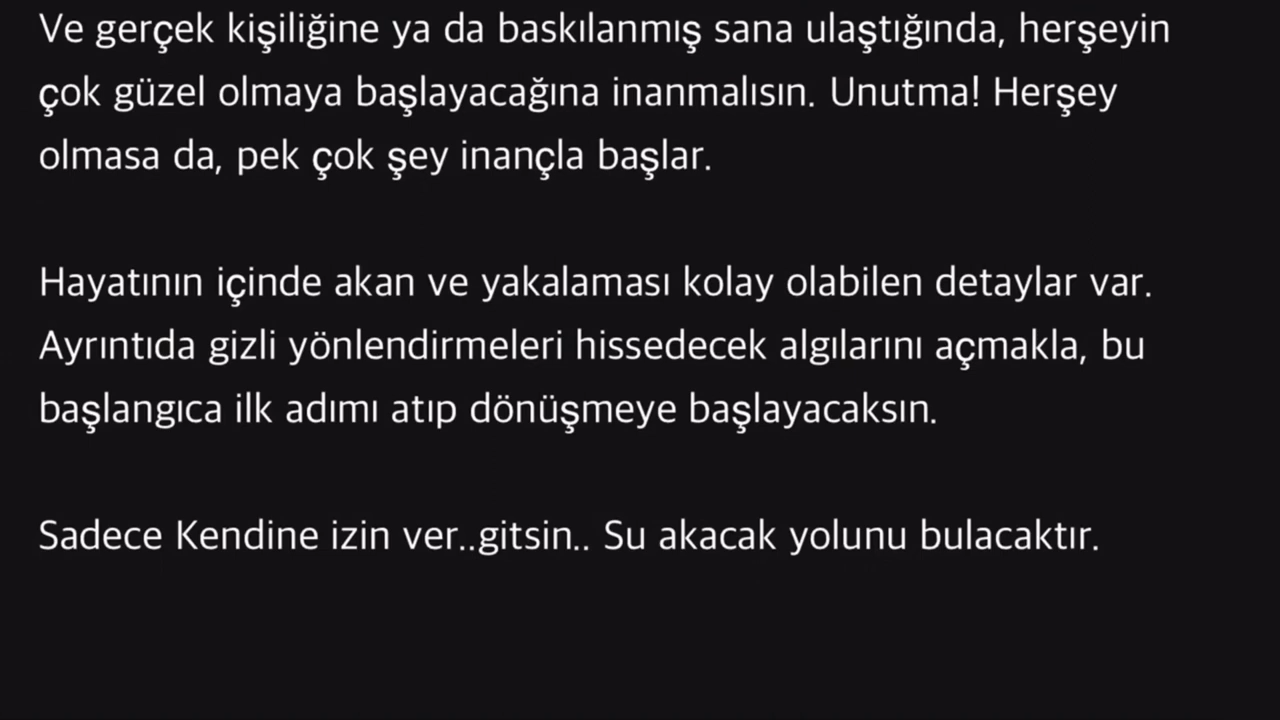 Ve gerçek kişiliğine ya da baskılanmış sana ulaştığında, herşeyin
çok güzel olmaya başlayacağına inanmalısın. Unutma! Herşey
olmasa da, pek çok şey inançla başlar.
Hayatının içinde akan ve yakalaması kolay olabilen detaylar var.
Ayrıntıda gizli yönlendirmeleri hissedecek algılarını açmakla, bu
başlangıca ilk adımı atıp dönüşmeye başlayacaksın.
Sadece Kendine izin ver..gitsin.. Su akacak yolunu bulacaktır.